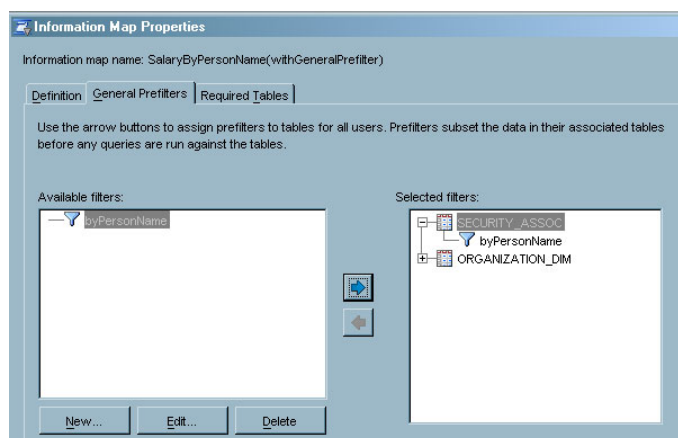 Information Map Properties
Information map name: SalaryByPersonName(withGeneralPrefilter)
Definition General Prefilters Required Tables
Use the arrow buttons to assign prefilters to tables for all users. Prefilters subset the data in their associated tables
before any queries are run against the tables.
Available filters: Selected filters:
byPersonName SECURITY_ASSOC
byPersonName
ORGANIZATION_DIM
New... Edit... Delete